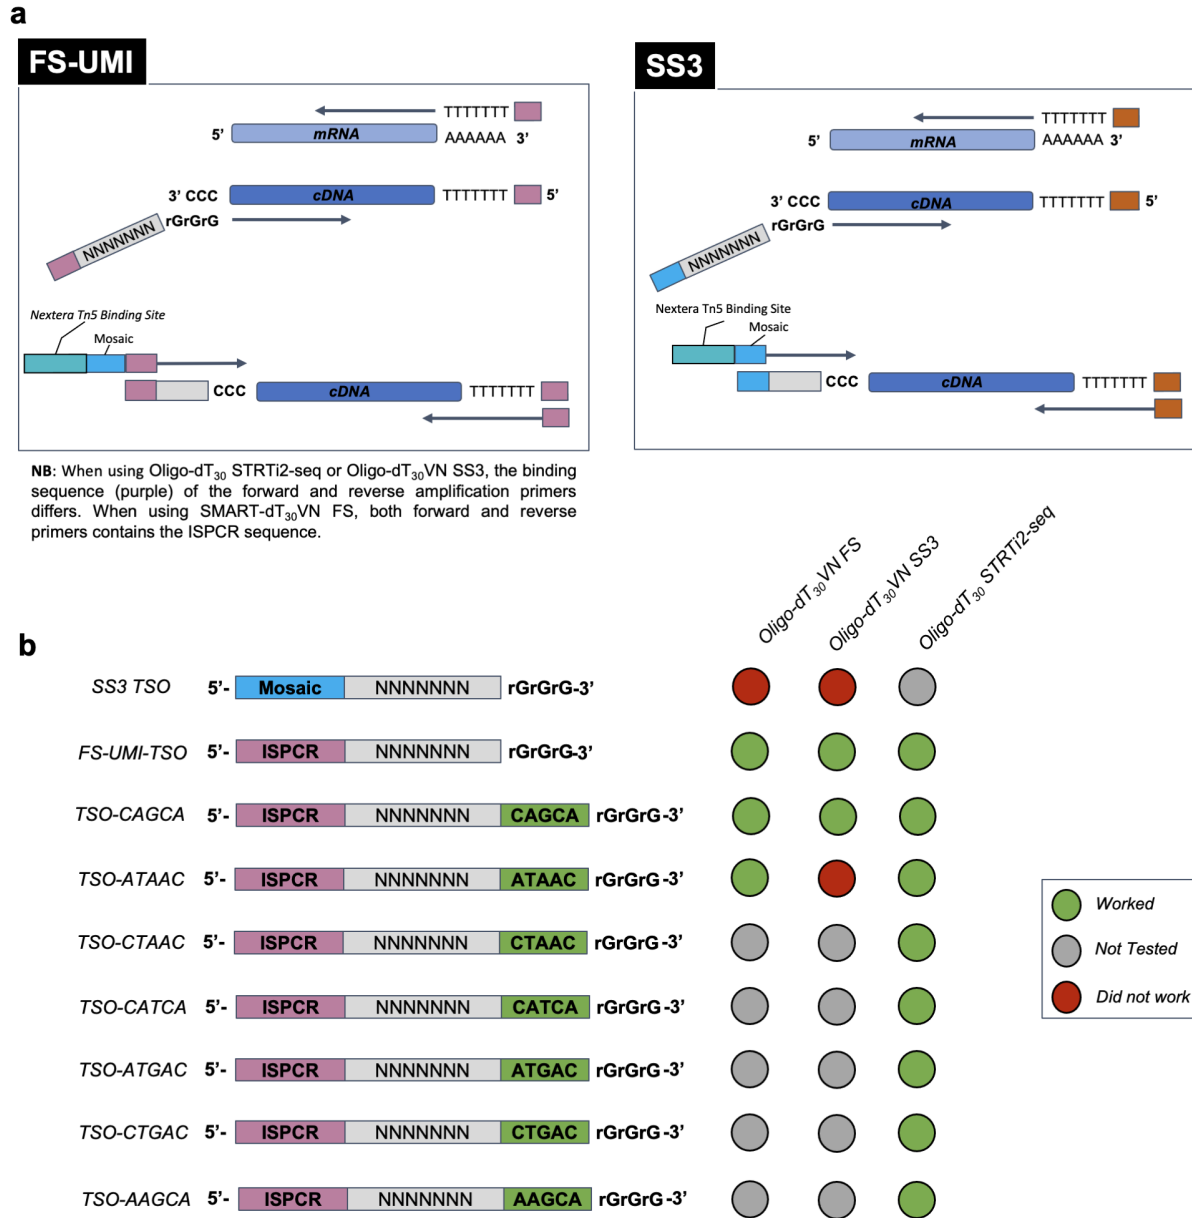 a
FS-UMI
TTTTTTT
5’ mRNA AAAAAA 3’
3’ CCC cDNA TTTTTTT 5’
rGrGrG
NNNNNNN
Nextera Tn5 Binding Site
Mosaic
CCC cDNA TTTTTTT
NB: When using Oligo-dT30 STRTi2-seq or Oligo-dT30VN SS3, the binding
sequence (purple) of the forward and reverse amplification primers
differs. When using SMART-dT30VN FS, both forward and reverse
primers contains the ISPCR sequence.
SS3
TTTTTTT
5’ mRNA AAAAAA 3’
3’ CCC cDNA TTTTTTT 5’
rGrGrG
NNNNNNN
Nextera Tn5 Binding Site
Mosaic
CCC cDNA TTTTTTT
b
Oligo-dT30VN FS
Oligo-dT30VN SS3
Oligo-dT30 STRTi2-seq
SS3 TSO 5’- Mosaic NNNNNNN rGrGrG-3’
FS-UMI-TSO 5’- ISPCR NNNNNNN rGrGrG-3’
TSO-CAGCA 5’- ISPCR NNNNNNN CAGCA rGrGrG-3’
TSO-ATAAC 5’- ISPCR NNNNNNN ATAAC rGrGrG-3’
TSO-CTAAC 5’- ISPCR NNNNNNN CTAAC rGrGrG-3’
TSO-CATCA 5’- ISPCR NNNNNNN CATCA rGrGrG-3’
TSO-ATGAC 5’- ISPCR NNNNNNN ATGAC rGrGrG-3’
TSO-CTGAC 5’- ISPCR NNNNNNN CTGAC rGrGrG-3’
TSO-AAGCA 5’- ISPCR NNNNNNN AAGCA rGrGrG-3’
Worked
Not Tested
Did not work